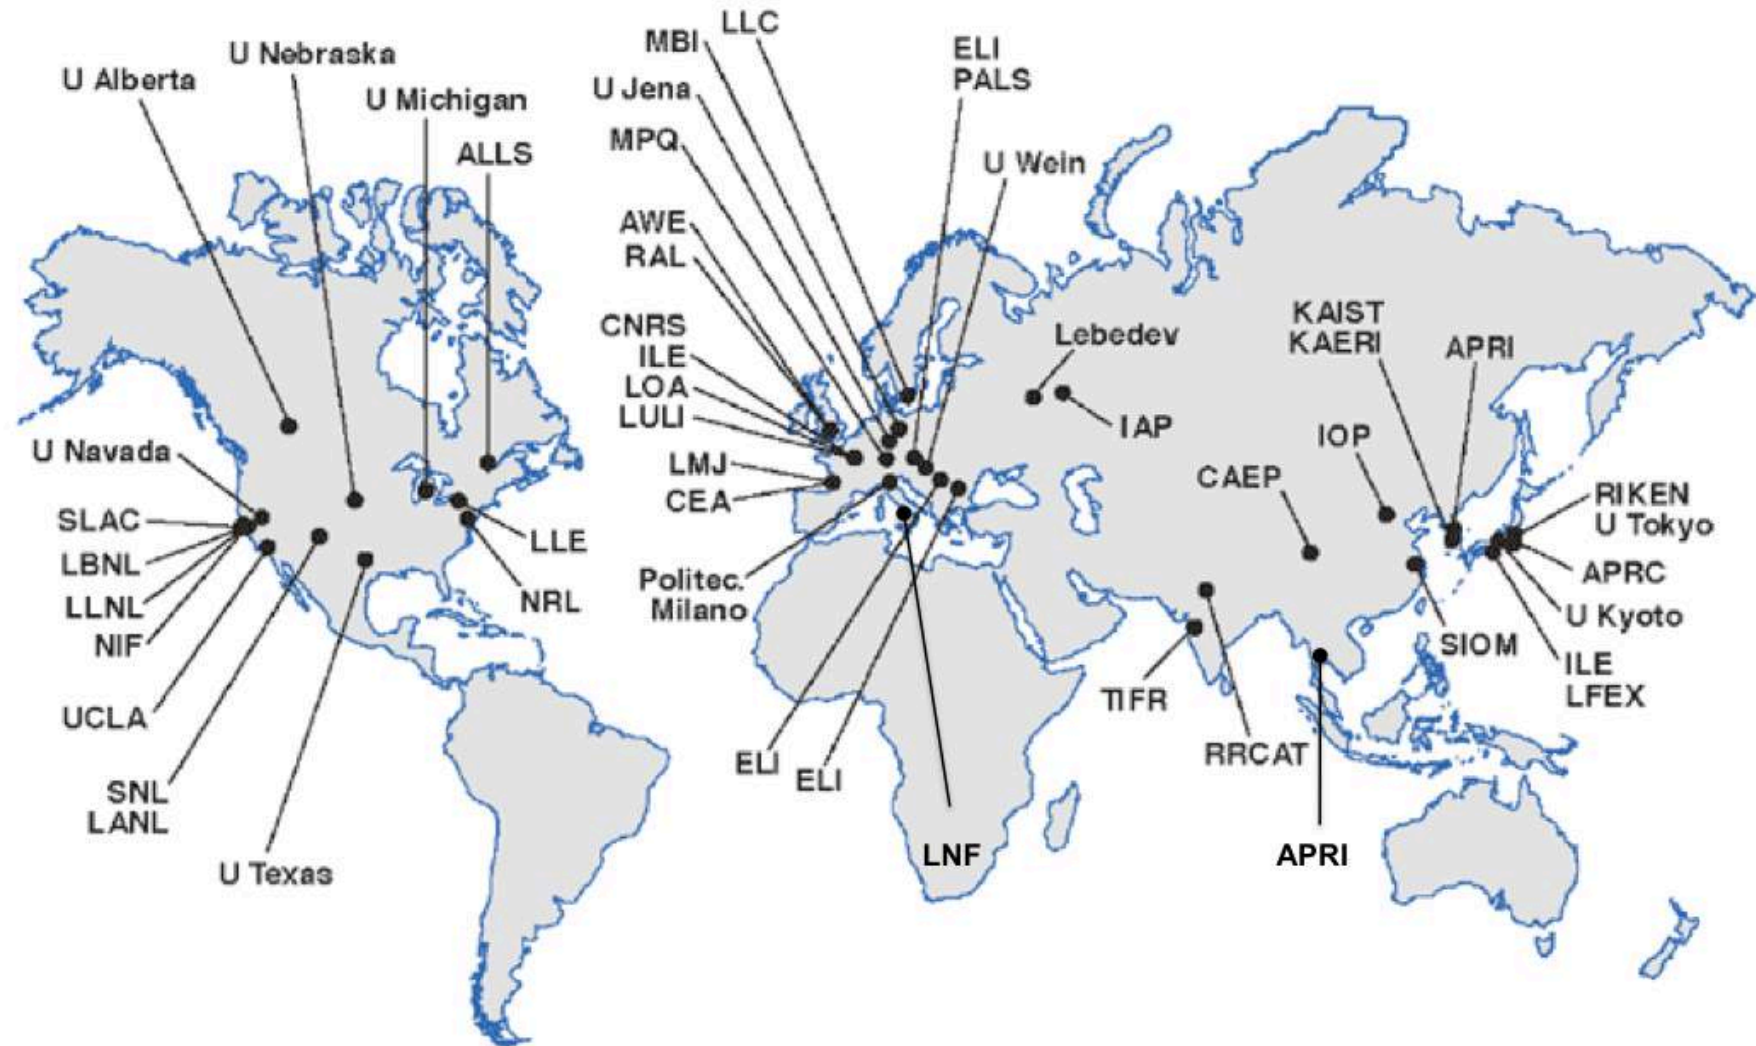 U Alberta
U Nebraska
U Michigan
ALLS
U Navada
SLAC
LBNL
LLNL
NIF
UCLA
SNL
LANL
U Texas
LLE
NRL
LLC
MBI
U Jena
MPQ
AWE
RAL
CNRS
ILE
LOA
LULI
LMJ
CEA
Politec.
Milano
ELI
ELI
LNF
ELI
PALS
U Wein
Lebedev
IAP
KAIST
KAERI
APRI
IOP
CAEP
RIKEN
U Tokyo
APRC
U Kyoto
ILE
LFEX
SIOM
TIFR
RRCAT
APRI